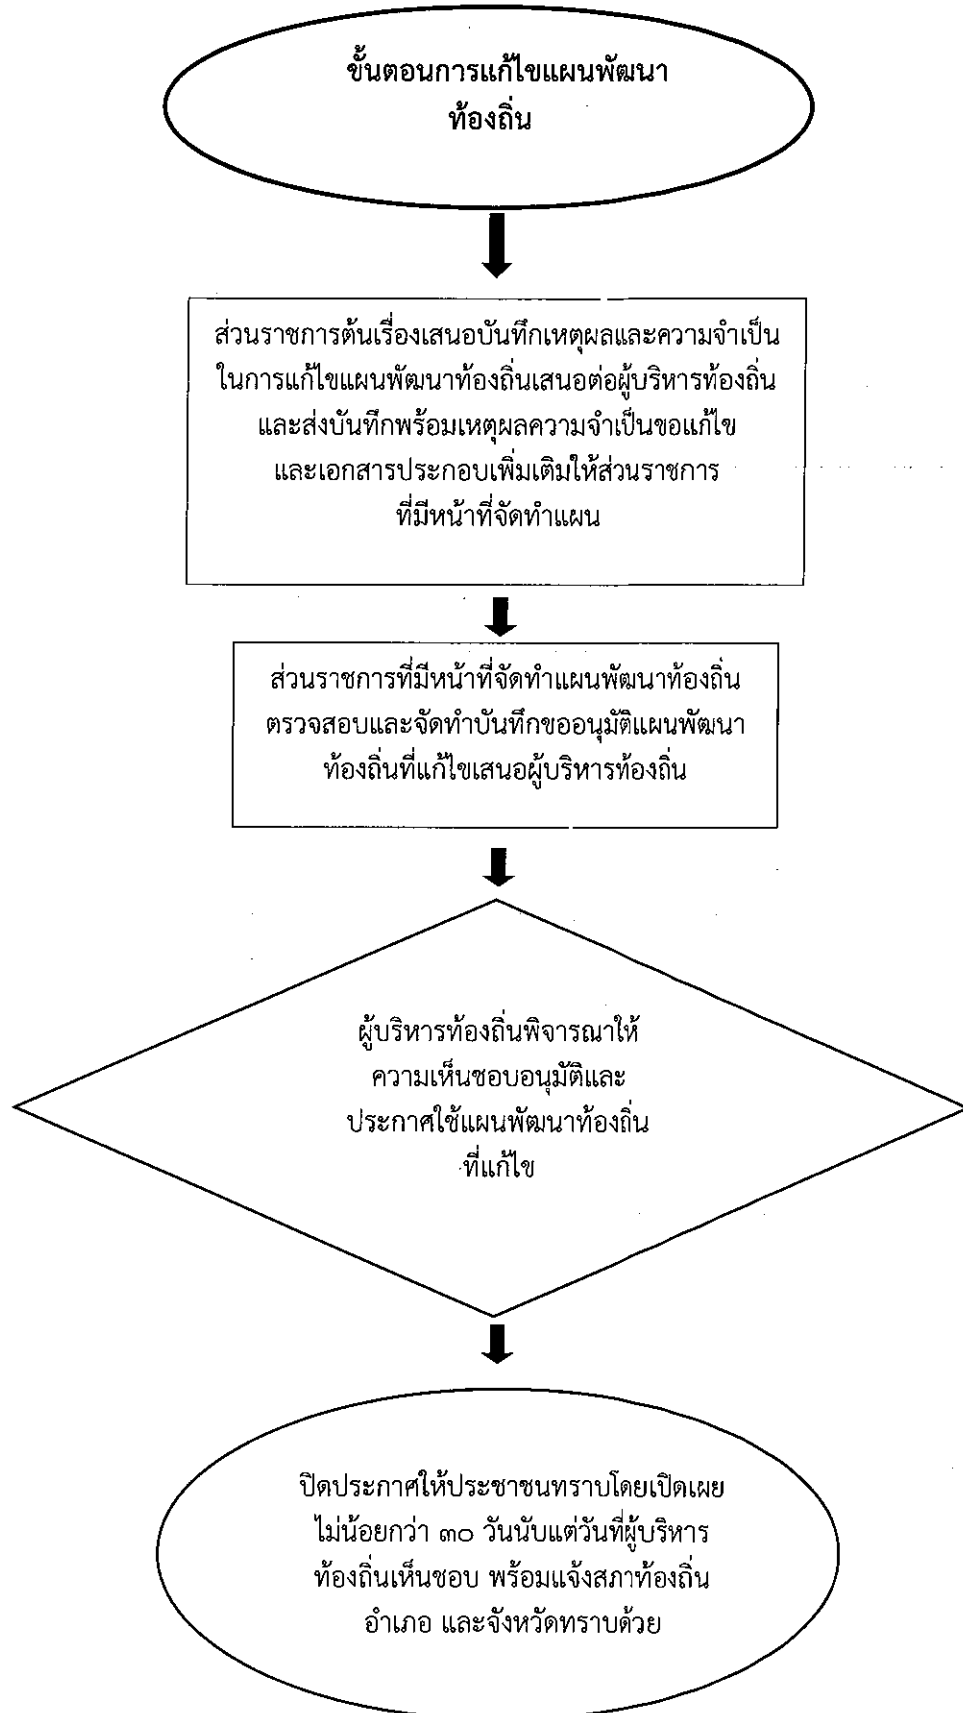 ขั้นตอนการแก้ไขแผนพัฒนา
ท้องถิ่น
ส่วนราชการต้นเรื่องเสนอบันทึกเหตุผลและความจำเป็น
ในการแก้ไขแผนพัฒนาท้องถิ่นเสนอต่อผู้บริหารท้องถิ่น
และส่งบันทึกพร้อมเหตุผลความจำเป็นขอแก้ไข
และเอกสารประกอบเพิ่มเติมให้ส่วนราชการ
ที่มีหน้าที่จัดทำแผน
ส่วนราชการที่มีหน้าที่จัดทำแผนพัฒนาท้องถิ่น
ตรวจสอบและจัดทำบันทึกขออนุมัติแผนพัฒนา
ท้องถิ่นที่แก้ไขเสนอผู้บริหารท้องถิ่น
ผู้บริหารท้องถิ่นพิจารณาให้
ความเห็นชอบอนุมัติและ
ประกาศใช้แผนพัฒนาท้องถิ่น
ที่แก้ไข
ปิดประกาศให้ประชาชนทราบโดยเปิดเผย
ไม่น้อยกว่า ๓๐ วันนับแต่วันที่ผู้บริหาร
ท้องถิ่นเห็นชอบ พร้อมแจ้งสภาท้องถิ่น
อำเภอ และจังหวัดทราบด้วย